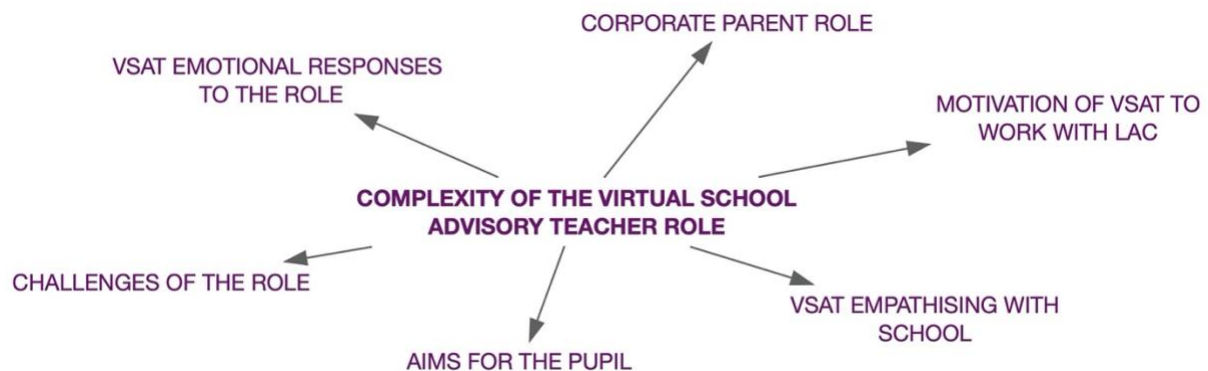 CORPORATE PARENT ROLE
VSAT EMOTIONAL RESPONSES
TO THE ROLE
MOTIVATION OF VSAT TO
WORK WITH LAC
COMPLEXITY OF THE VIRTUAL SCHOOL
ADVISORY TEACHER ROLE
CHALLENGES OF THE ROLE
VSAT EMPATHISING WITH
SCHOOL
AIMS FOR THE PUPIL